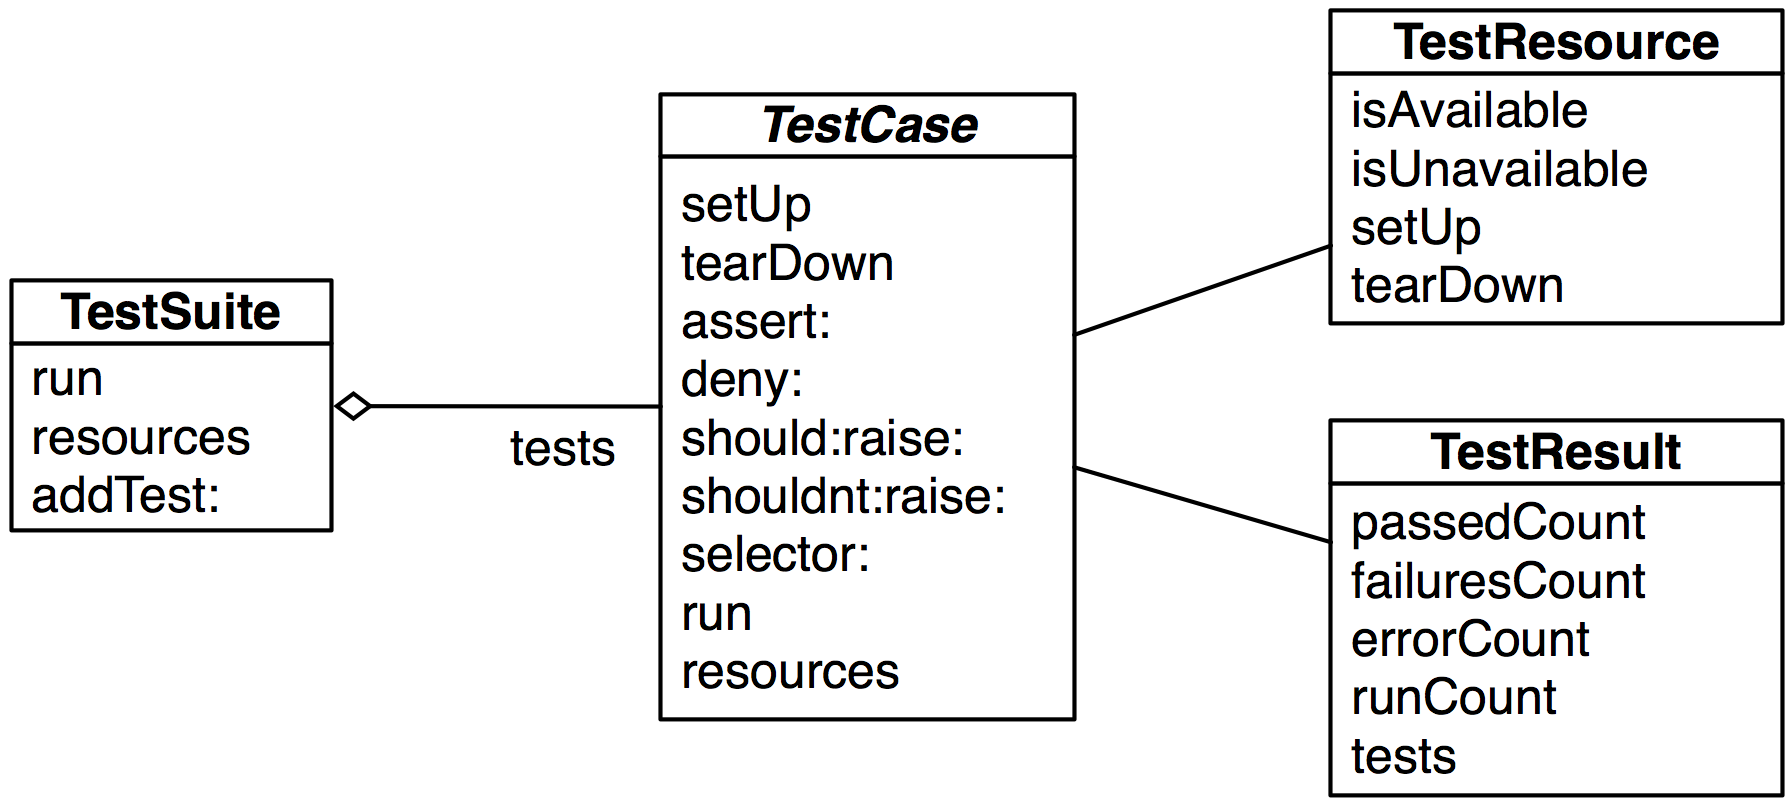 TestSuite
run
resources
addTest:
tests
TestCase
setUp
tearDown
assert:
deny:
should:raise:
shouldnt:raise:
selector:
run
resources
TestResource
isAvailable
isUnavailable
setUp
tearDown
TestResult
passedCount
failuresCount
errorCount
runCount
tests